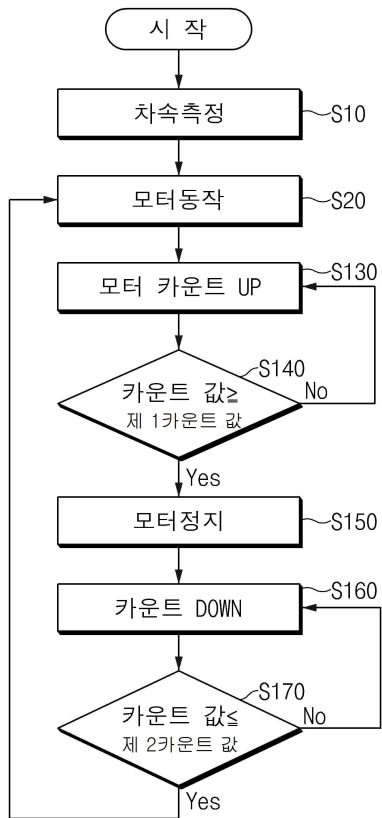 시 작
차속측정
S10
모터동작
S20
모터 카운트 UP
S130
카운트 값≧
제 1카운트 값
S140
No
Yes
모터정지
S150
카운트 DOWN
S160
카운트 값≦
제 2카운트 값
S170
No
Yes